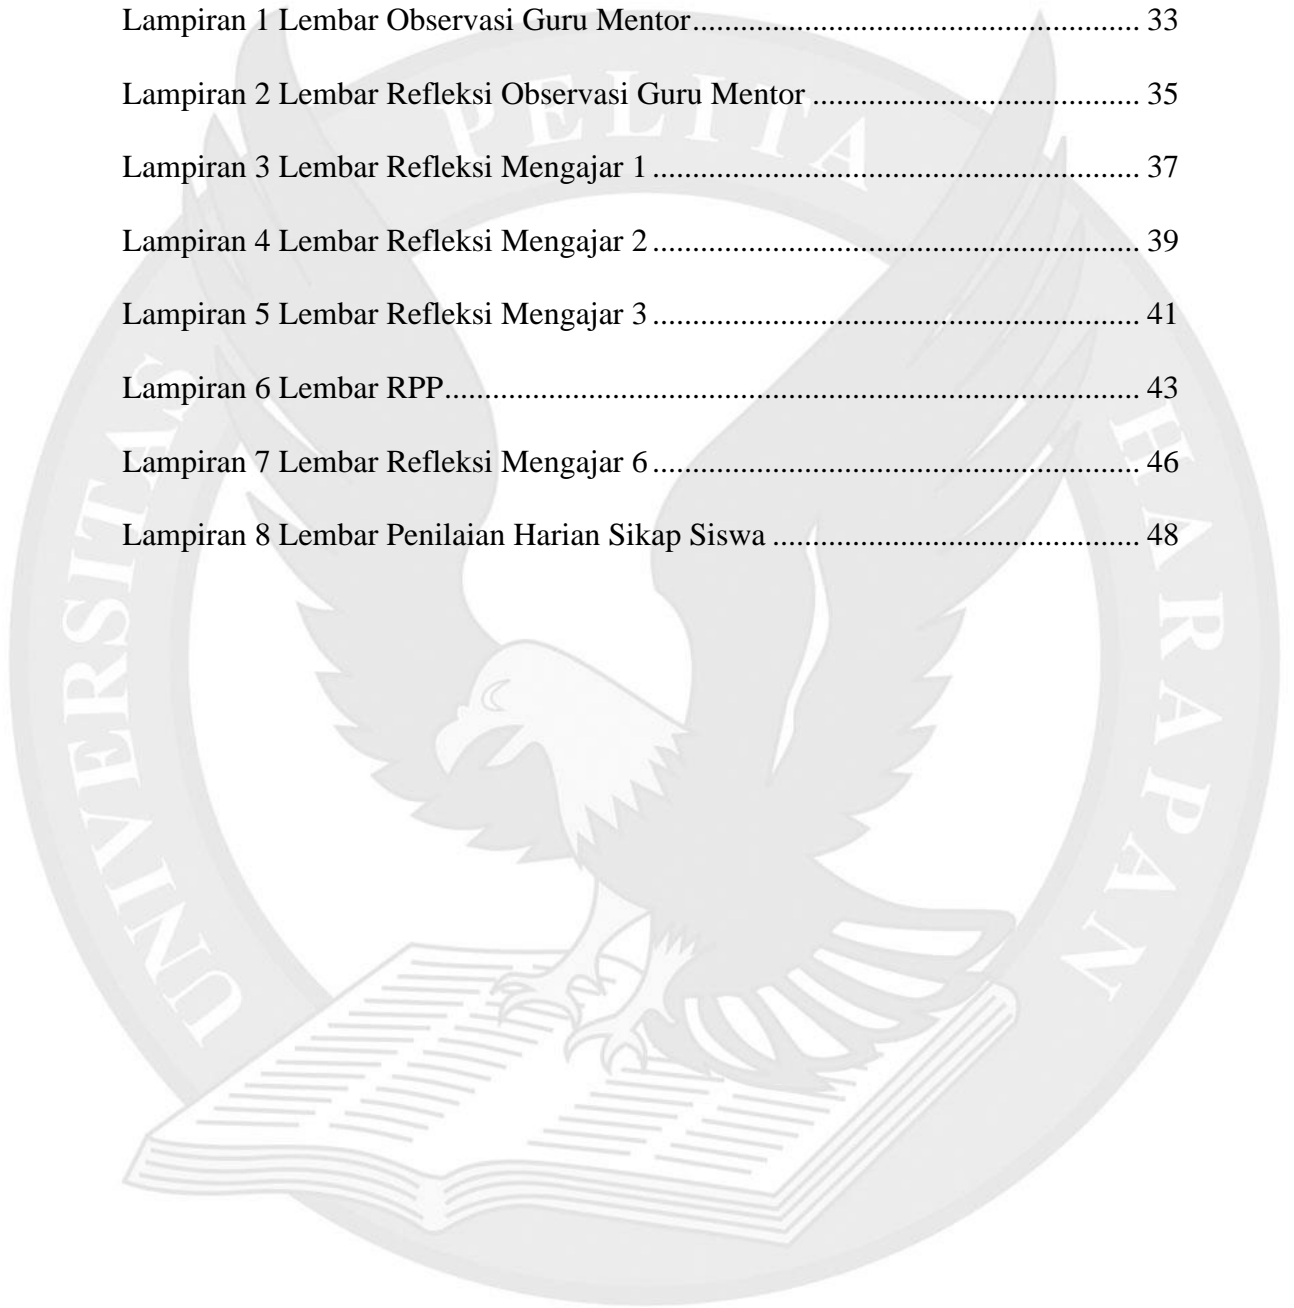 Lampiran 1 Lembar Observasi Guru Mentor........................................................ 33
Lampiran 2 Lembar Refleksi Observasi Guru Mentor ......................................... 35
Lampiran 3 Lembar Refleksi Mengajar 1 ............................................................. 37
Lampiran 4 Lembar Refleksi Mengajar 2 ............................................................. 39
Lampiran 5 Lembar Refleksi Mengajar 3 ............................................................. 41
Lampiran 6 Lembar RPP....................................................................................... 43
Lampiran 7 Lembar Refleksi Mengajar 6 ............................................................. 46
Lampiran 8 Lembar Penilaian Harian Sikap Siswa .............................................. 48
UNIVERSITAS PELITA HARAPAN